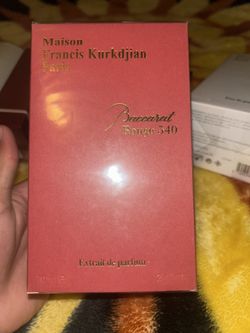 Maison
Francis Kurkdjian
Paris
Baccarat
Rouge 540
Extrait de parfum